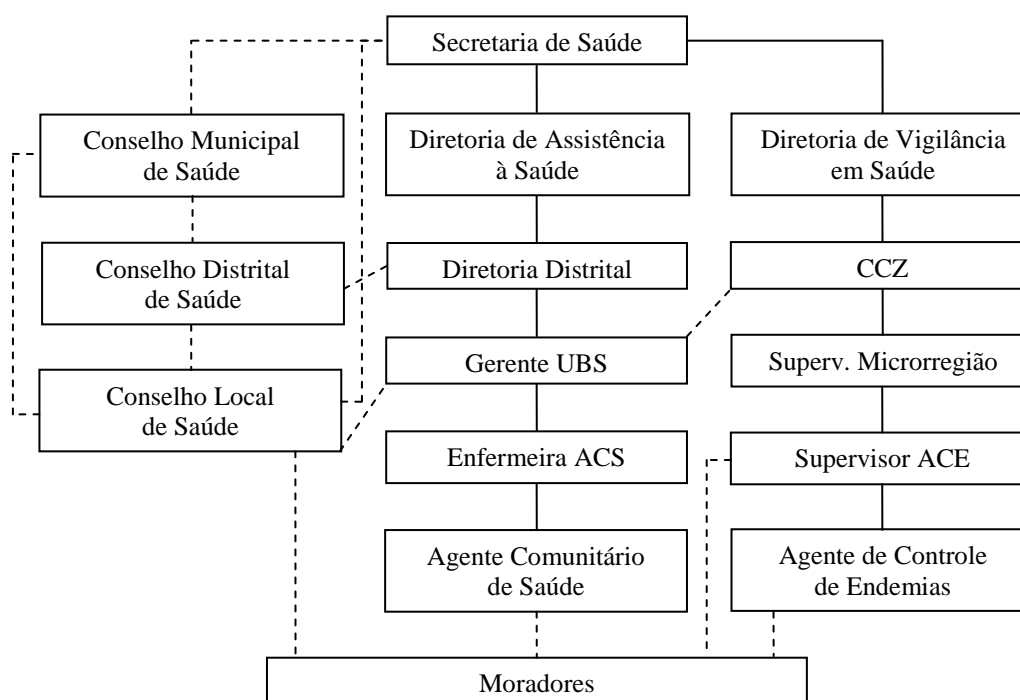 Secretaria de Saúde
Conselho Municipal
de Saúde
Diretoria de Assistência
à Saúde
Diretoria de Vigilância
em Saúde
Conselho Distrital
de Saúde
Diretoria Distrital
CCZ
Gerente UBS
Superv. Microrregião
Conselho Local
de Saúde
Enfermeira ACS
Supervisor ACE
Agente Comunitário
de Saúde
Agente de Controle
de Endemias
Moradores